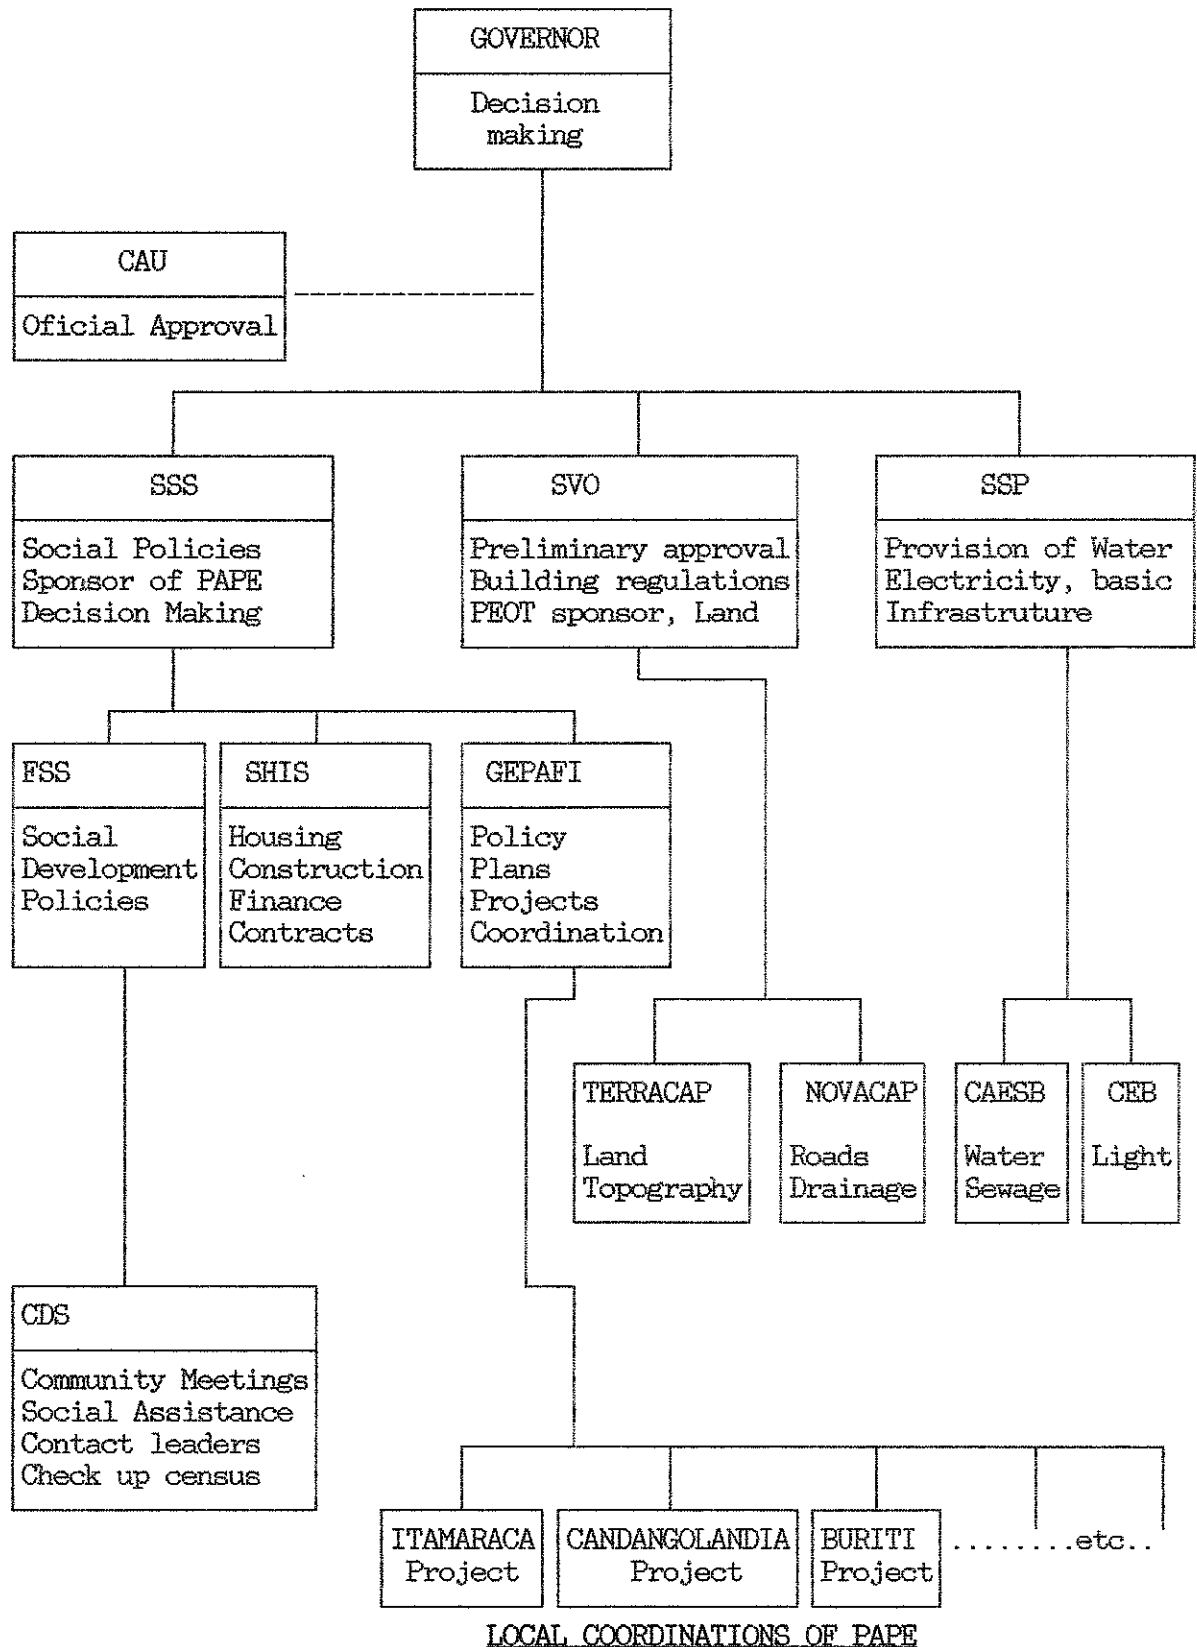 GOVERNOR
Decision
making
CAU
Oficial Approval
SSS
Social Policies
Sponsor of PAPE
Decision Making
SVO
Preliminary approval
Building regulations
PEOT sponsor, Land
SSP
Provision of Water
Electricity, basic
Infrastruture
FSS
Social
Development
Policies
SHIS
Housing
Construction
Finance
Contracts
GEPAFI
Policy
Plans
Projects
Coordination
TERRACAP
Land
Topography
NOVACAP
Roads
Drainage
CAESB
Water
Sewage
CEB
Light
CDS
Community Meetings
Social Assistance
Contact leaders
Check up census
ITAMARACA
Project
CANDANGOLANDIA
Project
BURITI
Project
........etc..
LOCAL COORDINATIONS OF PAPE